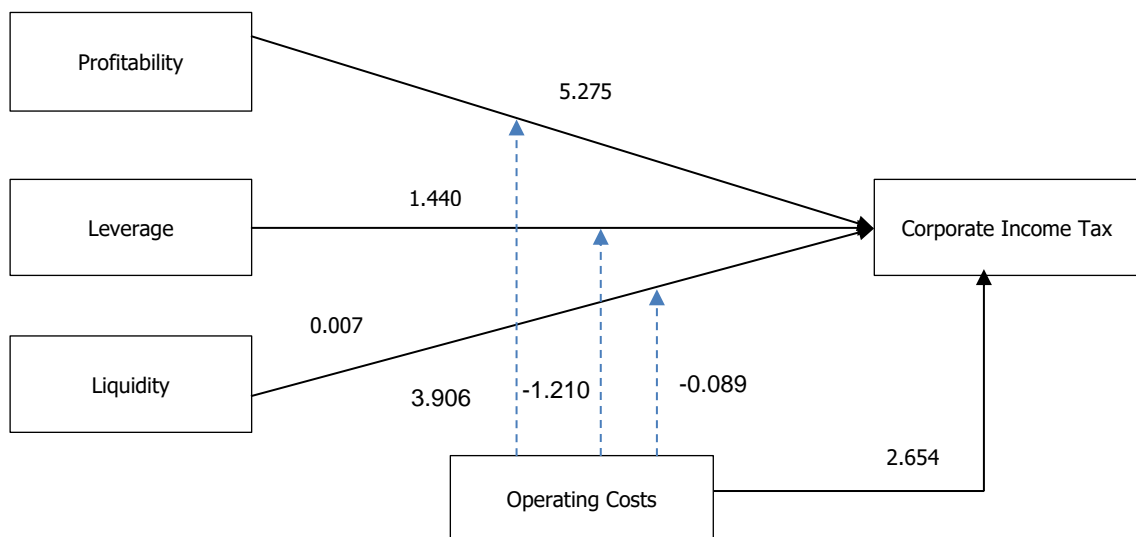 Profitability
5.275
Leverage
1.440
Corporate Income Tax
0.007
Liquidity
3.906
-1.210
-0.089
2.654
Operating Costs